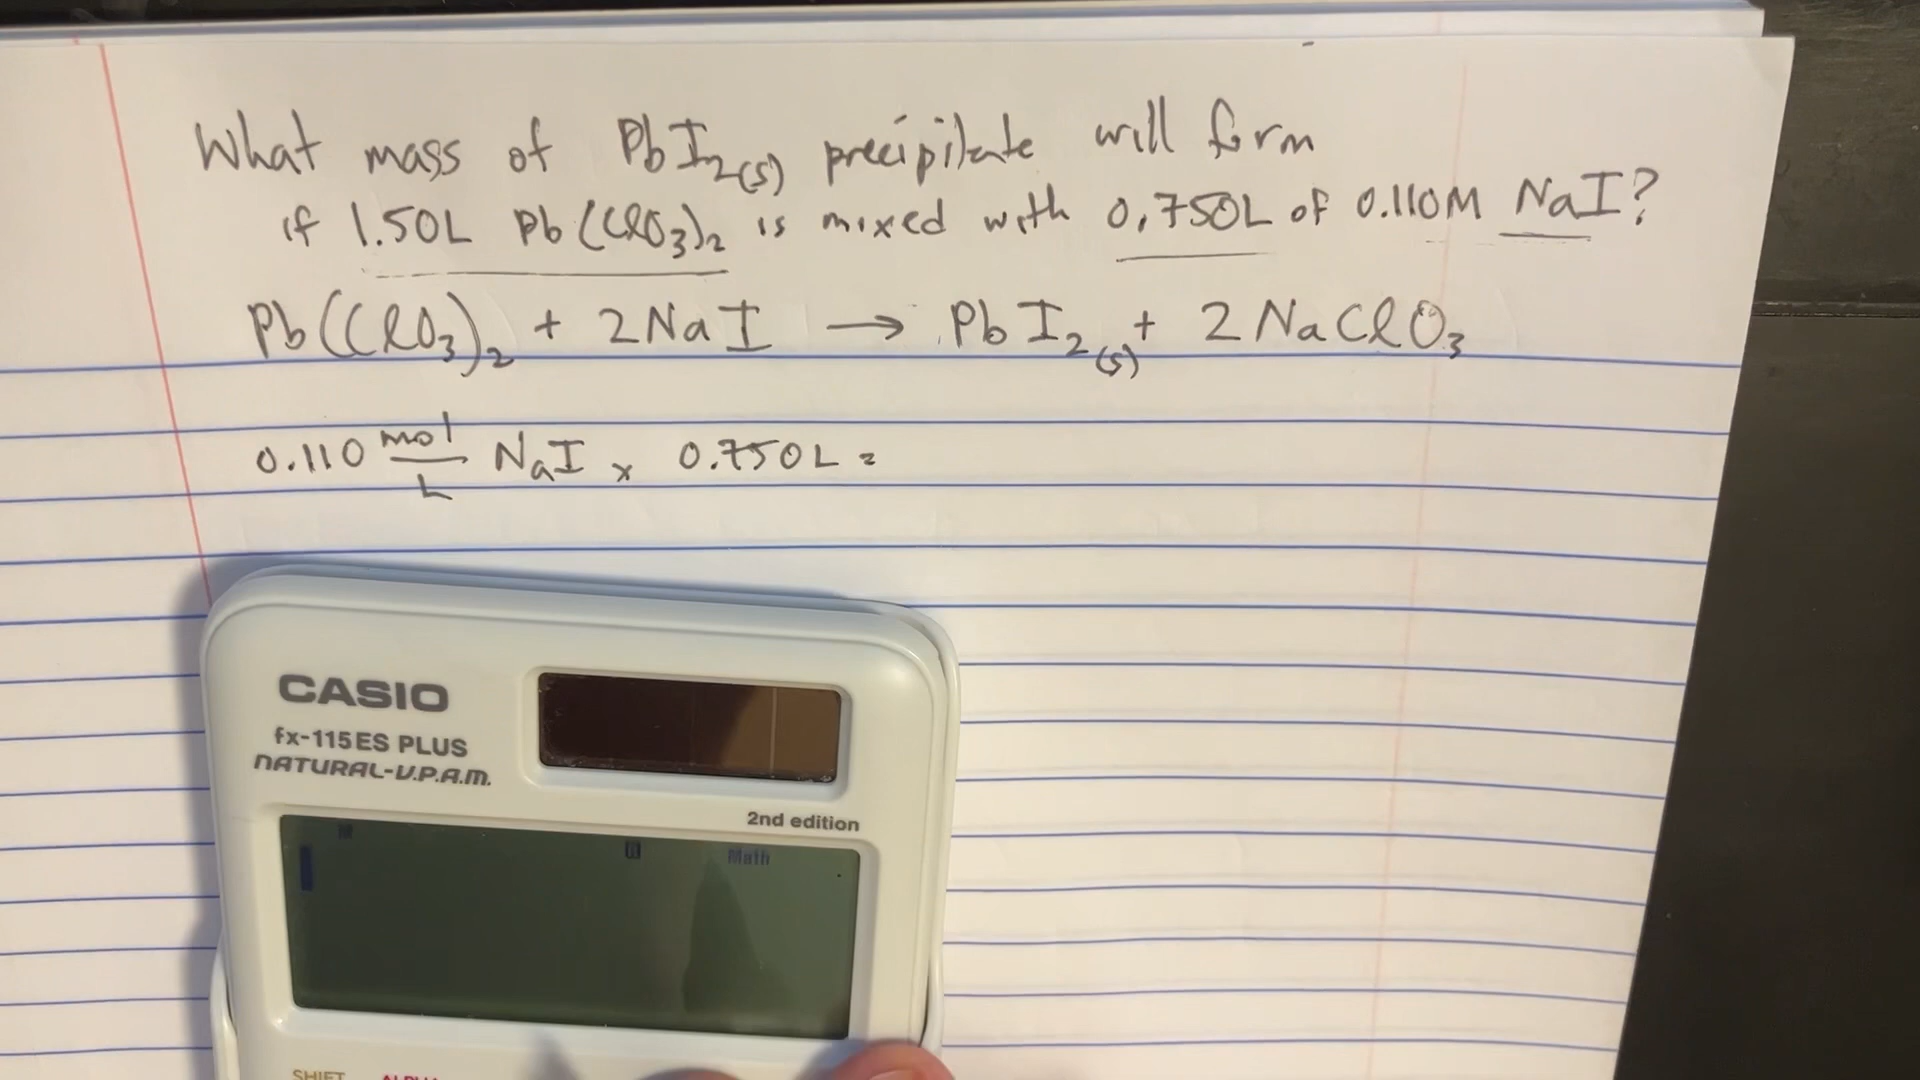 What mass of PbI₂(s) precipitate will form
if 1.50L Pb(ClO₃)₂ is mixed with 0.750L of 0.110M NaI?
Pb(ClO₃)₂ + 2NaI → PbI₂(s) + 2NaClO₃
0.110 mol/L NaI x 0.750L =
CASIO
fx-115ES PLUS
NATURAL-V.P.A.M.
2nd edition
M D Math
SHIFT ALPHA